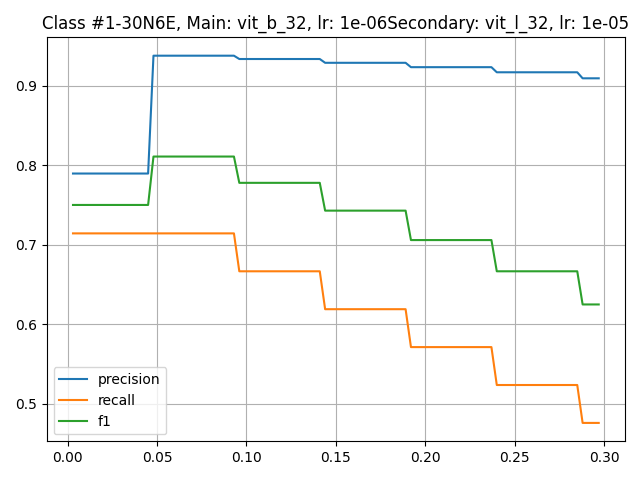 Class #1-30N6E, Main: vit_b_32, lr: 1e-06Secondary: vit_l_32, lr: 1e-05
0.9
0.8
0.7
0.6
0.5
precision
recall
f1
0.00 0.05 0.10 0.15 0.20 0.25 0.30